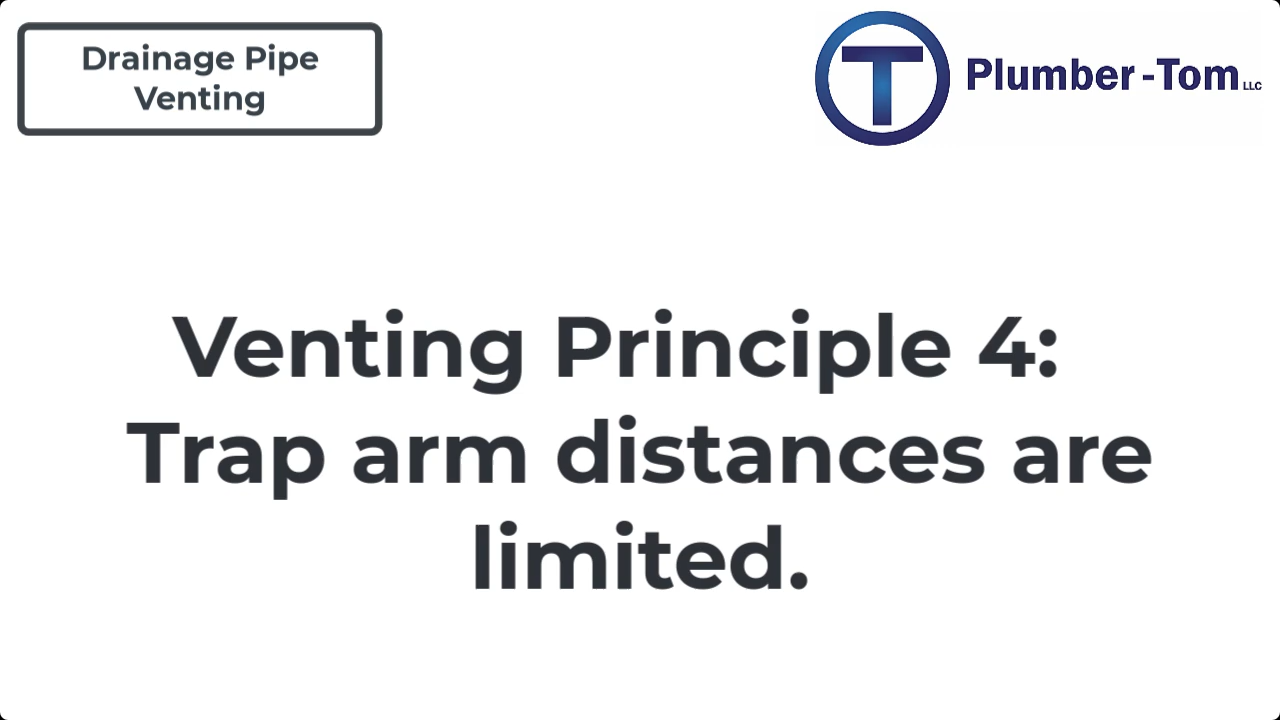 Drainage Pipe
Venting
T
Plumber-Tom LLC
Venting Principle 4:
Trap arm distances are
limited.